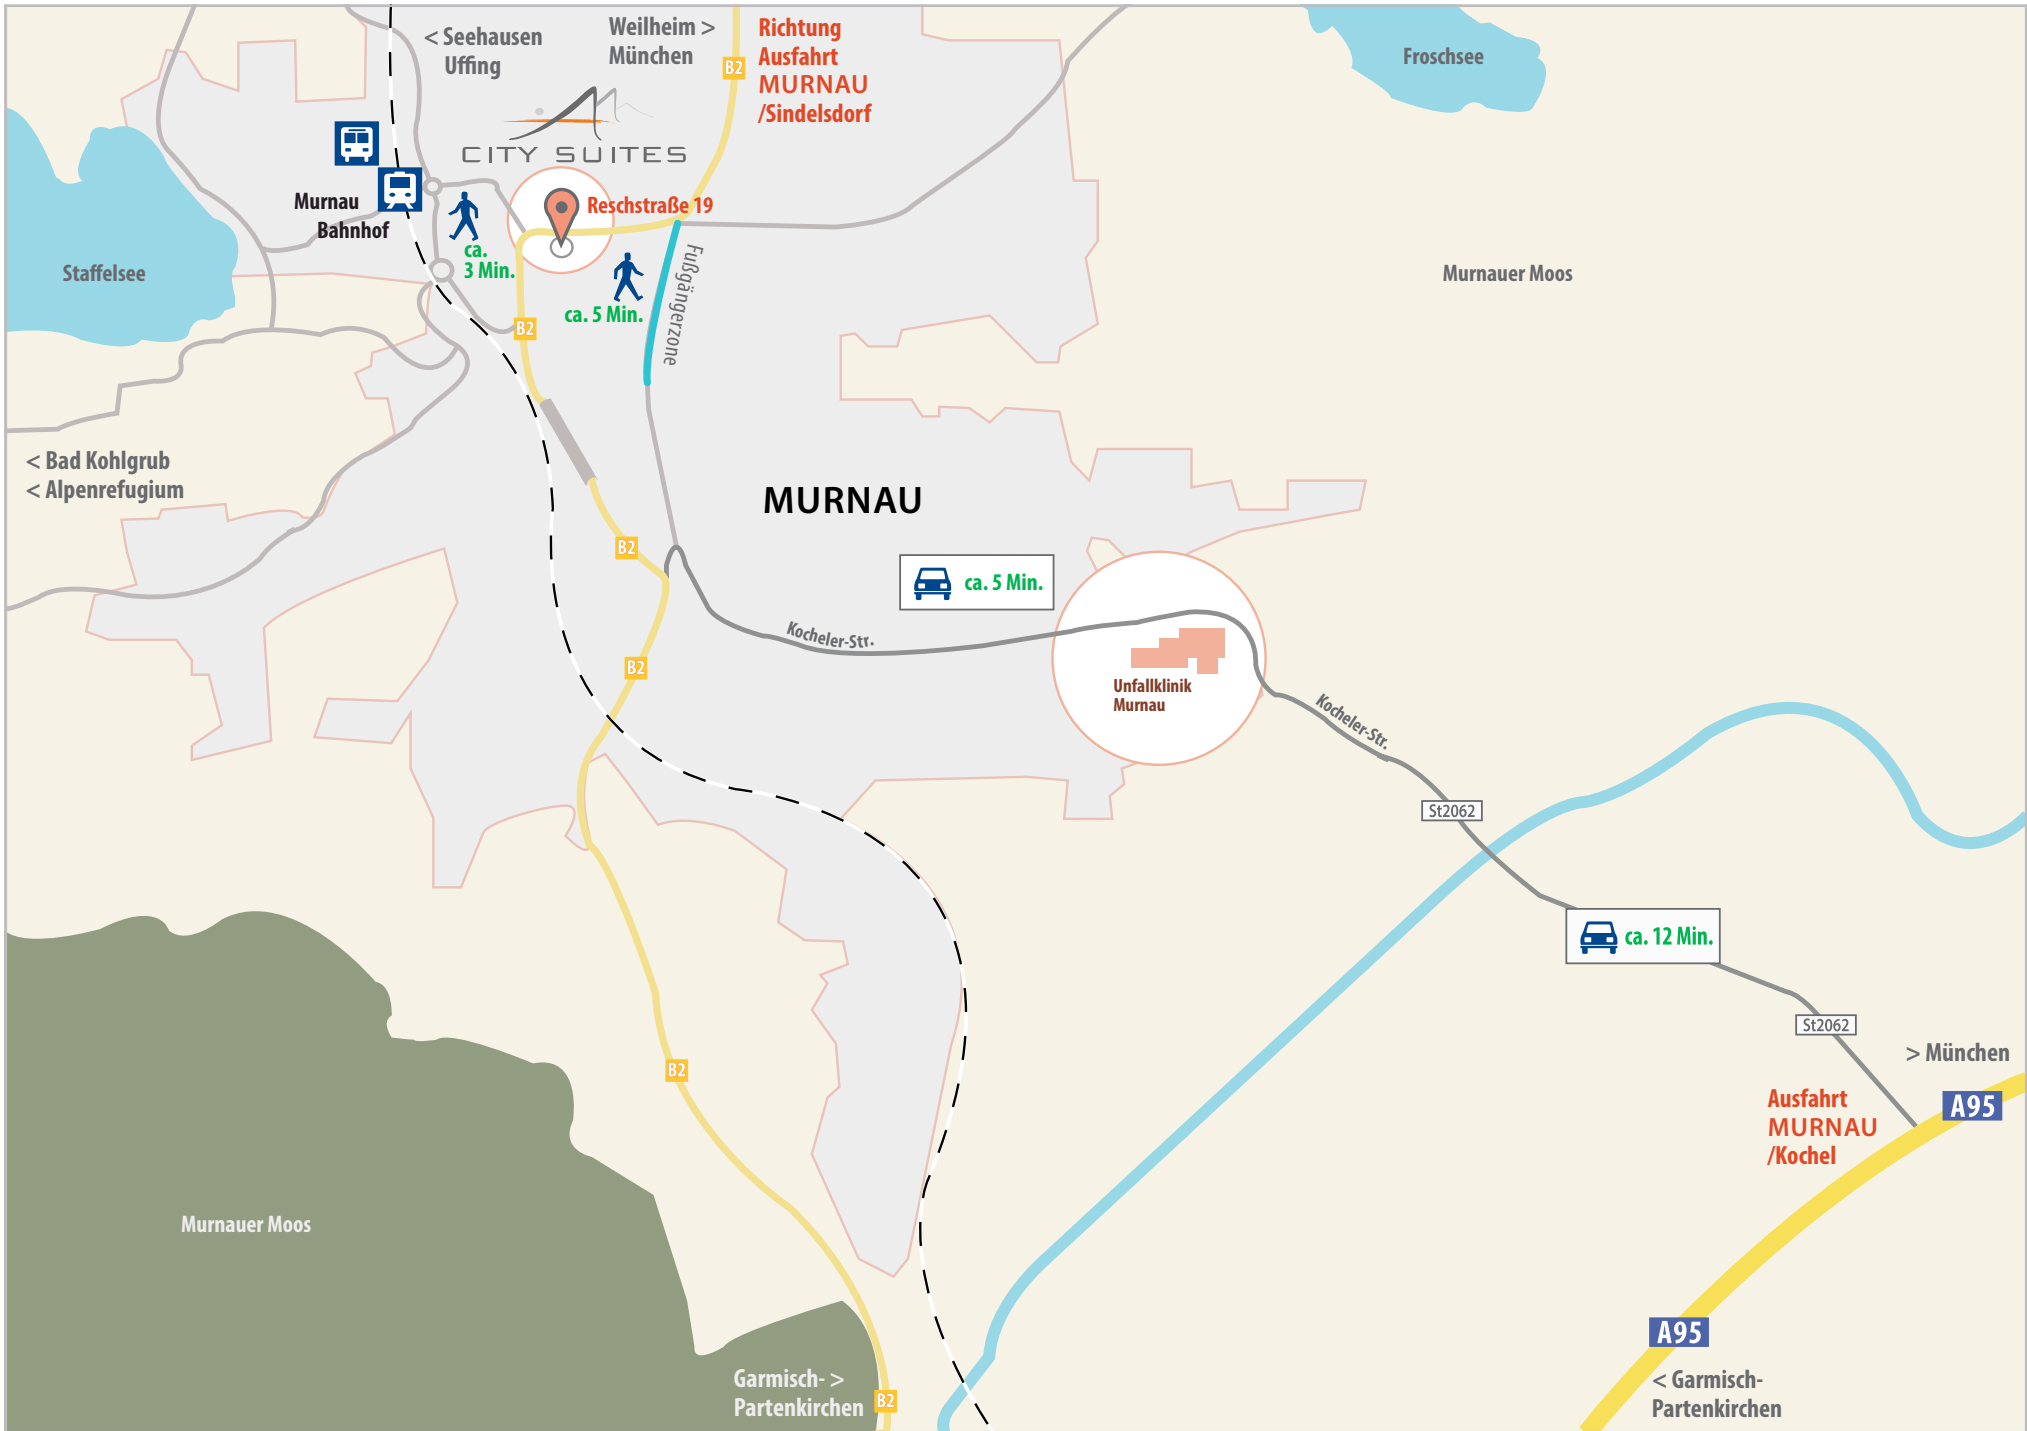 < Seehausen
Uffing
Weilheim >
München
Richtung
Ausfahrt
MURNAU
/Sindelsdorf
B2
Froschsee
CITY SUITES
Murnau
Bahnhof
Reschstraße 19
ca.
3 Min.
ca. 5 Min.
Fußgängerzone
Staffelsee
Murnauer Moos
B2
< Bad Kohlgrub
< Alpenrefugium
MURNAU
B2
ca. 5 Min.
Kocheler-Str.
B2
Unfallklinik
Murnau
Kocheler-Str.
St2062
ca. 12 Min.
St2062
> München
B2
Ausfahrt
MURNAU
/Kochel
A95
Murnauer Moos
A95
Garmisch- >
Partenkirchen
B2
< Garmisch-
Partenkirchen